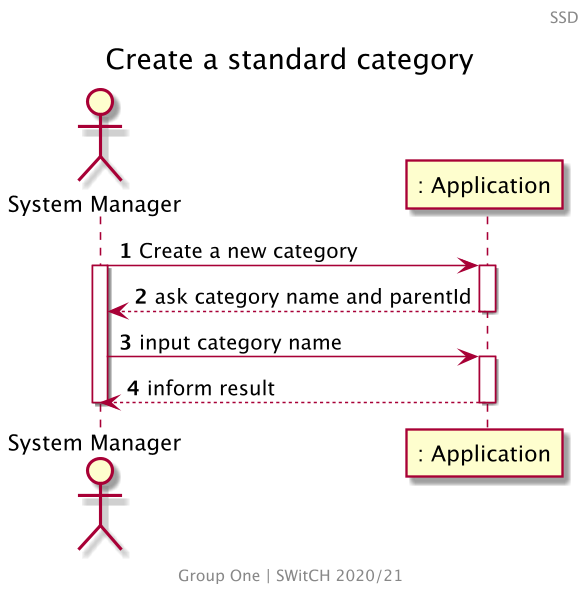 SSD
Create a standard category
System Manager
: Application
1 Create a new category
2 ask category name and parentId
3 input category name
4 inform result
System Manager
: Application
Group One | SWitCH 2020/21